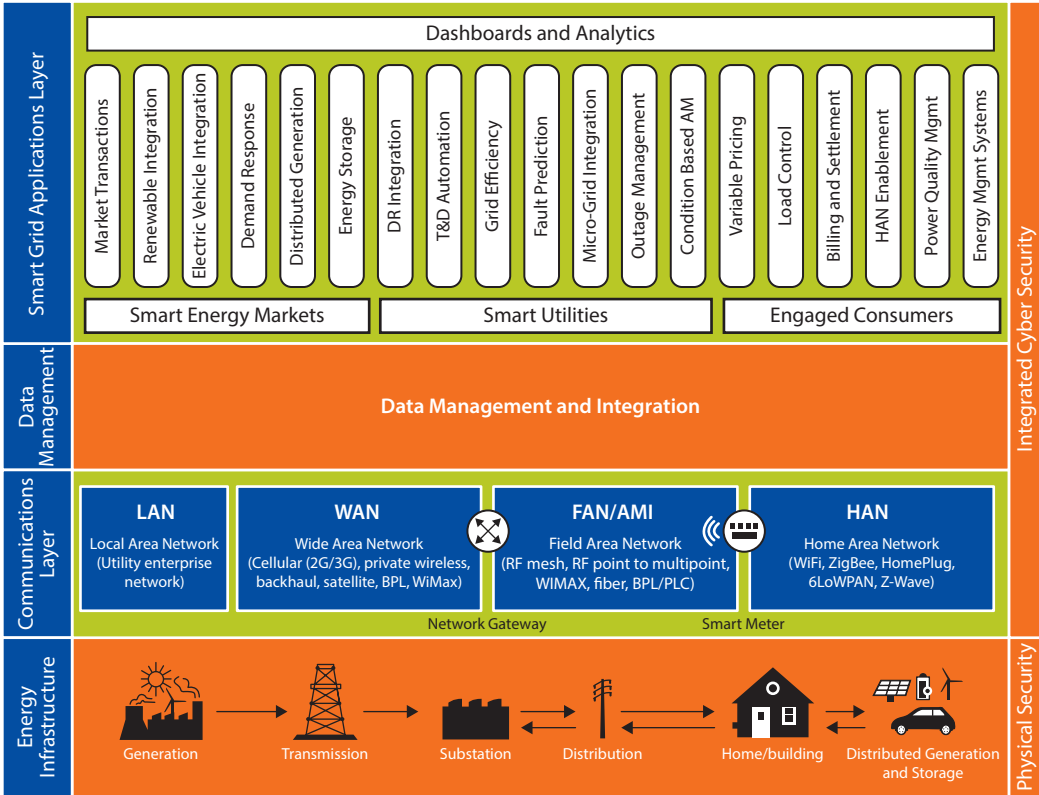 Smart Grid Applications Layer
Dashboards and Analytics
Market Transactions
Renewable Integration
Electric Vehicle Integration
Demand Response
Distributed Generation
Energy Storage
DR Integration
T&D Automation
Grid Efficiency
Fault Prediction
Micro-Grid Integration
Outage Management
Condition Based AM
Variable Pricing
Load Control
Billing and Settlement
HAN Enablement
Power Quality Mgmt
Energy Mgmt Systems
Smart Energy Markets
Smart Utilities
Engaged Consumers
Integrated Cyber Security
Data
Management
Data Management and Integration
Communications
Layer
LAN
Local Area Network
(Utility enterprise
network)
WAN
Wide Area Network
(Cellular (2G/3G), private wireless,
backhaul, satellite, BPL, WiMax)
FAN/AMI
Field Area Network
(RF mesh, RF point to multipoint,
WIMAX, fiber, BPL/PLC)
HAN
Home Area Network
(WiFi, ZigBee, HomePlug,
6LoWPAN, Z-Wave)
Network Gateway
Smart Meter
Energy
Infrastructure
Generation
Transmission
Substation
Distribution
Home/building
Distributed Generation
and Storage
Physical Security